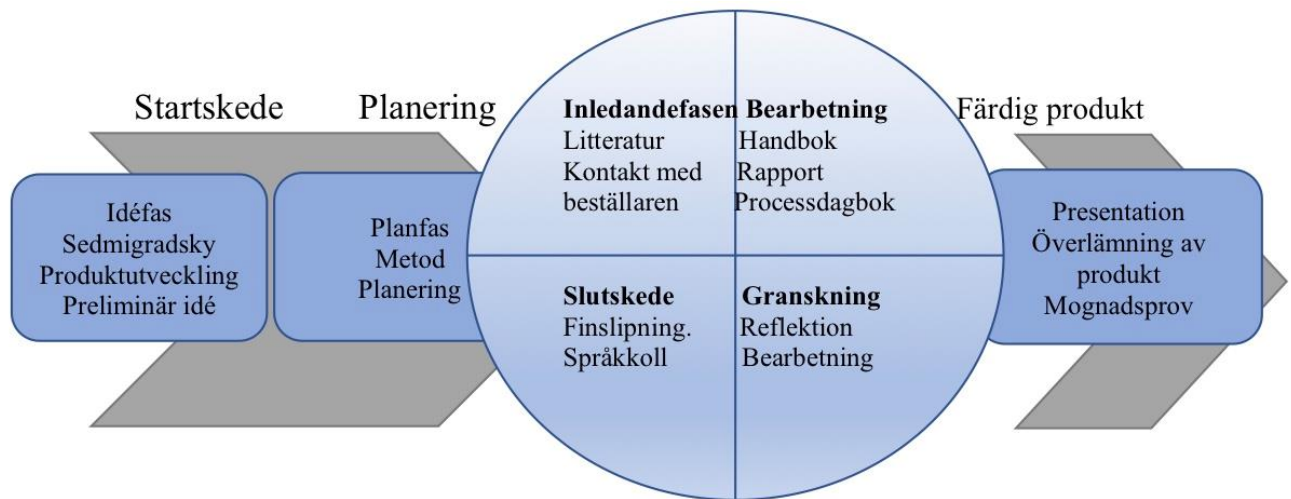 Startskede
Planering
Färdig produkt
Idéfas
Sedmigradsky
Produktutveckling
Preliminär idé
Planfas
Metod
Planering
Inledandefasen
Litteratur
Kontakt med
beställaren
Bearbetning
Handbok
Rapport
Processdagbok
Slutskede
Finslipning.
Språkkoll
Granskning
Reflektion
Bearbetning
Presentation
Överlämning av
produkt
Mognadsprov